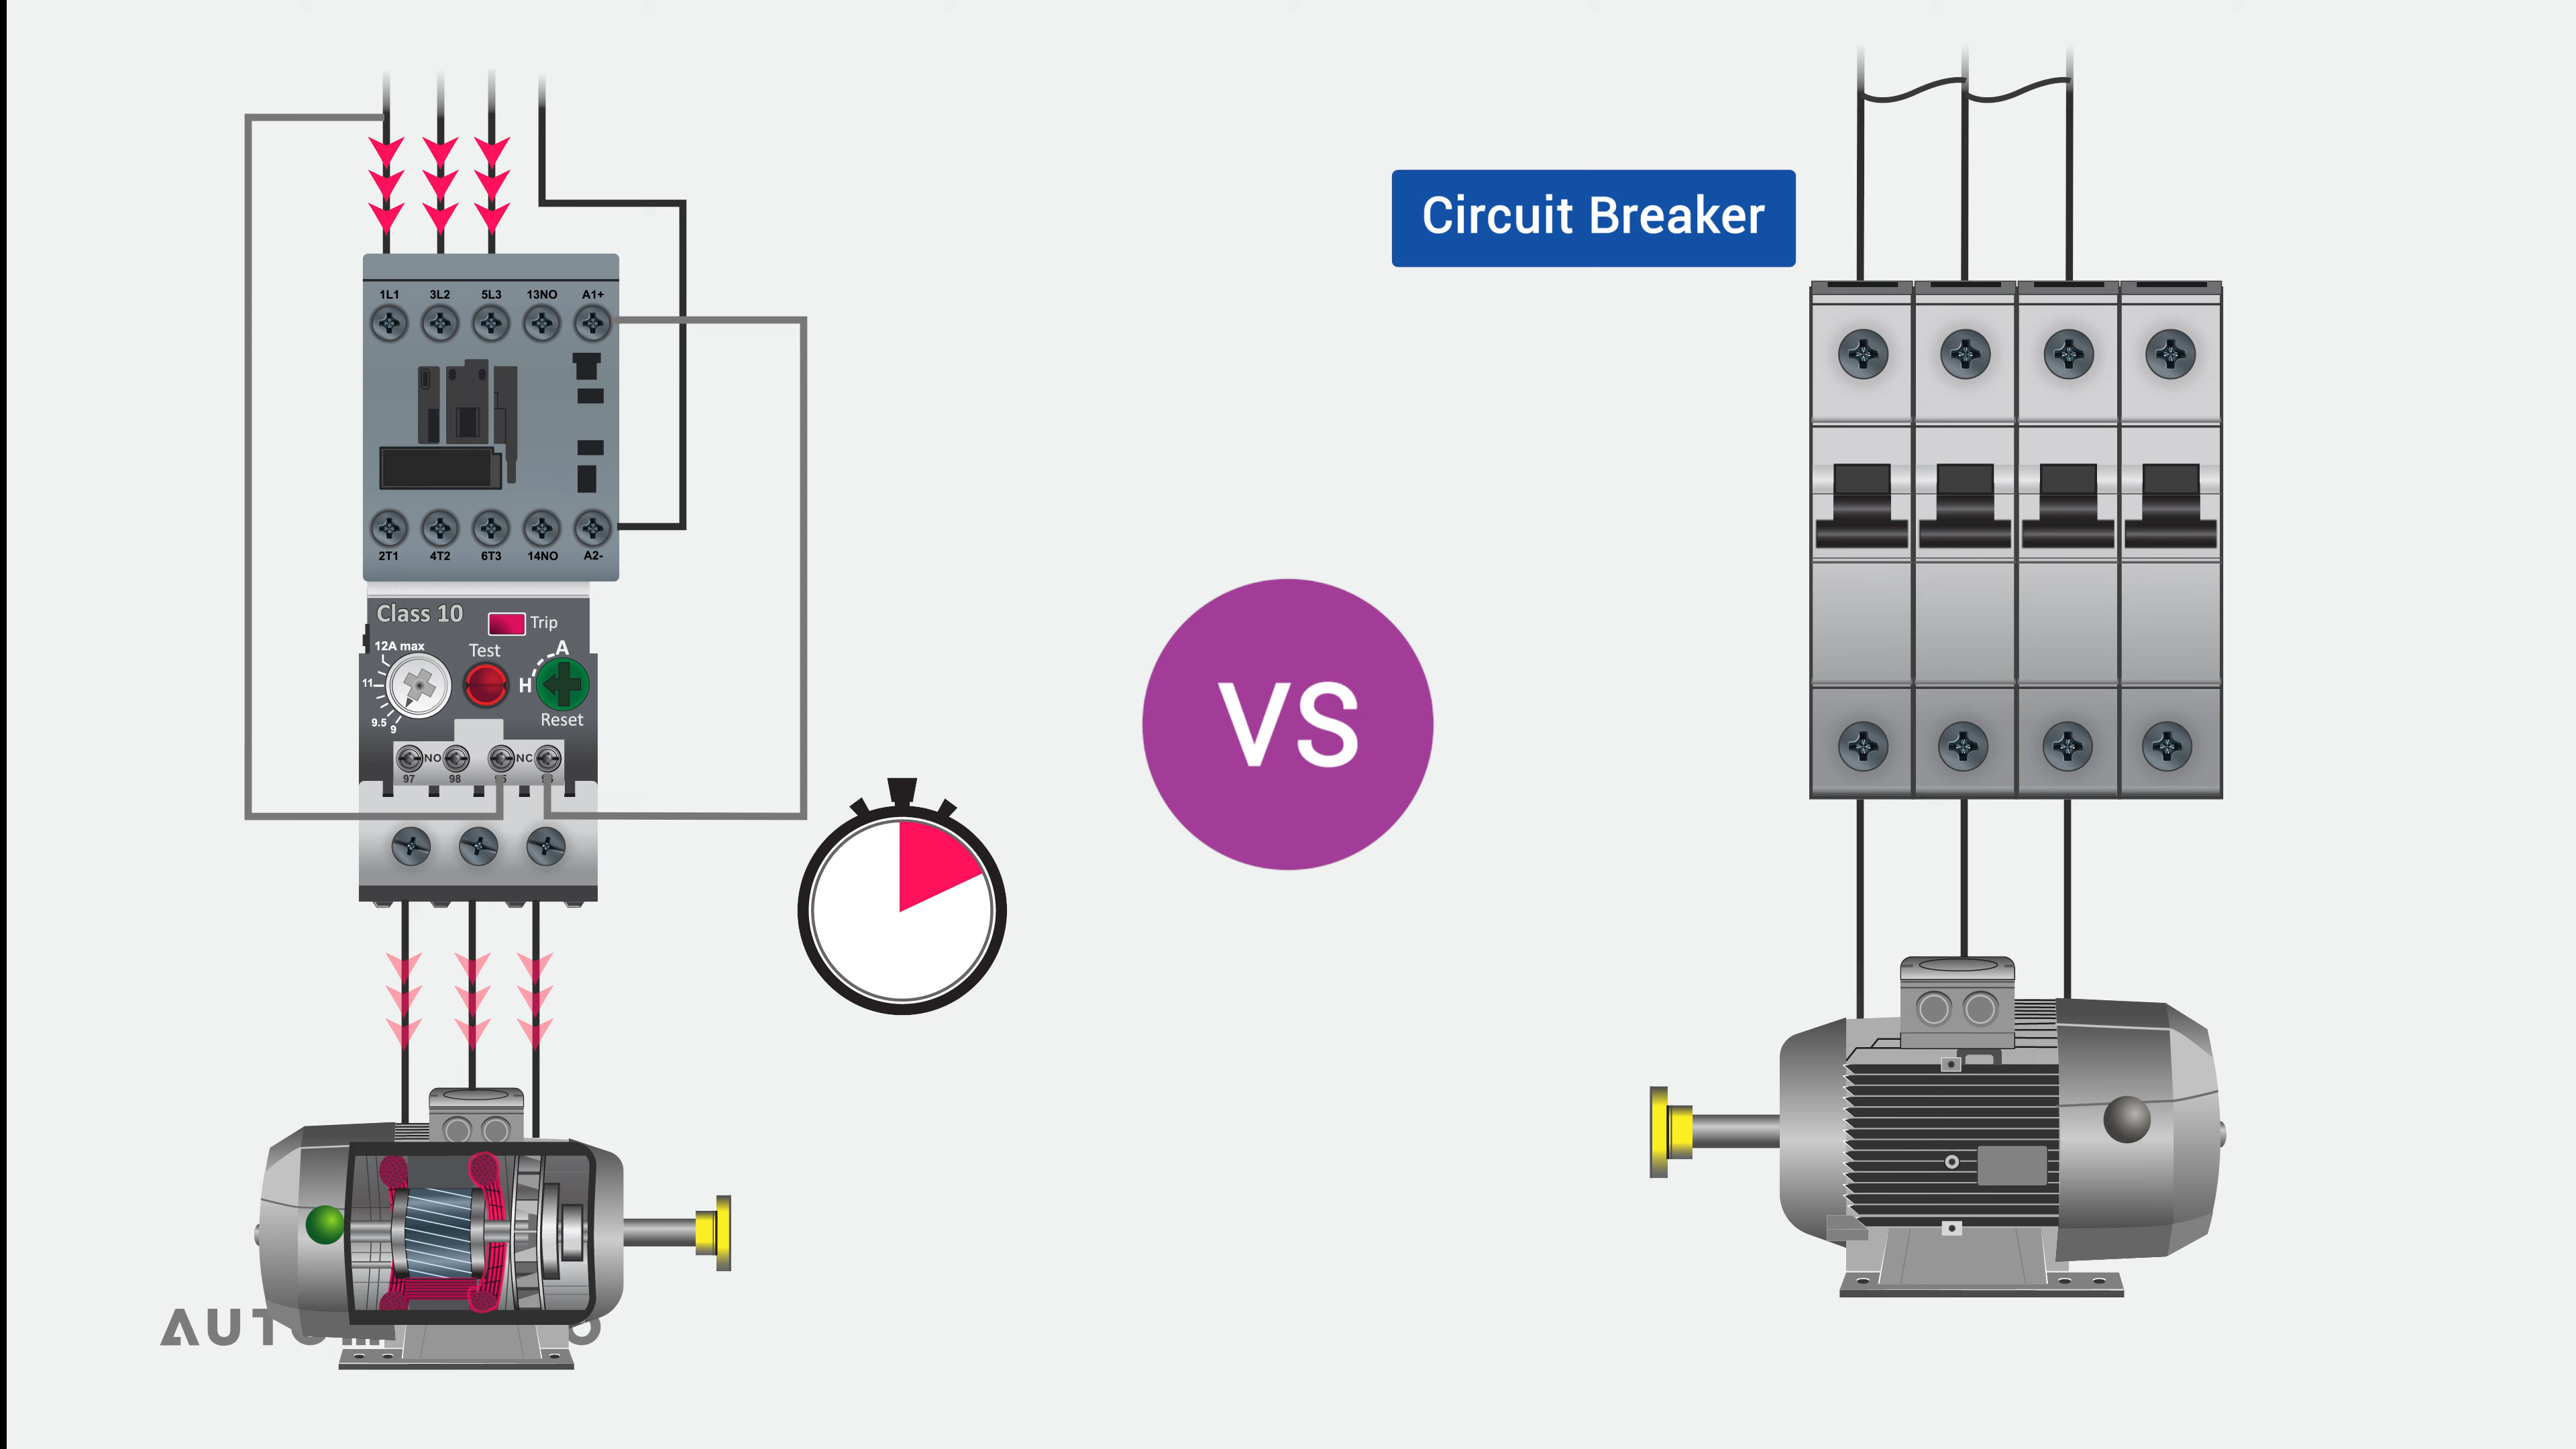 Circuit Breaker
1L1 3L2 5L3 13NO A1+
2T1 4T2 6T3 14NO A2-
Class 10
Trip
12A max
Test
A
11
H
9.5
9
Reset
NO NC
97 98
VS